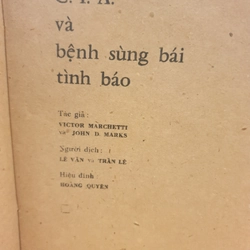 C. I. A.
và
bệnh sùng bái
tình báo
Tác giả:
VICTOR MARCHETTI
và JOHN D. MARKS
Người dịch:
LÊ VÂN và TRẦN LÊ
Hiệu đính
HOÀNG QUYÊN